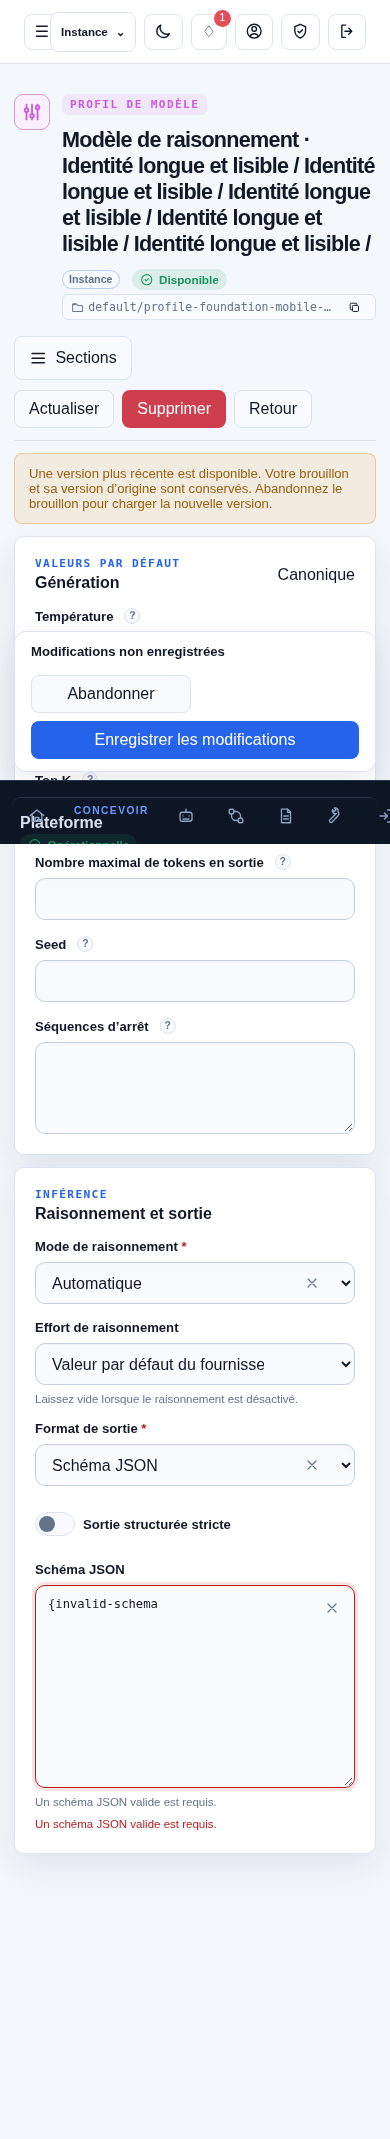 Instance
1
PROFIL DE MODÈLE
Modèle de raisonnement ·
Identité longue et lisible / Identité
longue et lisible / Identité longue
et lisible / Identité longue et
lisible / Identité longue et lisible /
Instance
Disponible
default/profile-foundation-mobile-…
Sections
Actualiser
Supprimer
Retour
Une version plus récente est disponible. Votre brouillon
et sa version d’origine sont conservés. Abandonnez le
brouillon pour charger la nouvelle version.
VALEURS PAR DÉFAUT
Génération
Canonique
Température ?
Modifications non enregistrées
Abandonner
Enregistrer les modifications
Top K ?
CONCEVOIR
Plateforme
Opérationnelle
Nombre maximal de tokens en sortie ?
Seed ?
Séquences d’arrêt ?
INFÉRENCE
Raisonnement et sortie
Mode de raisonnement *
Automatique
Effort de raisonnement
Valeur par défaut du fournisse
Laissez vide lorsque le raisonnement est désactivé.
Format de sortie *
Schéma JSON
Sortie structurée stricte
Schéma JSON
{invalid-schema
Un schéma JSON valide est requis.
Un schéma JSON valide est requis.